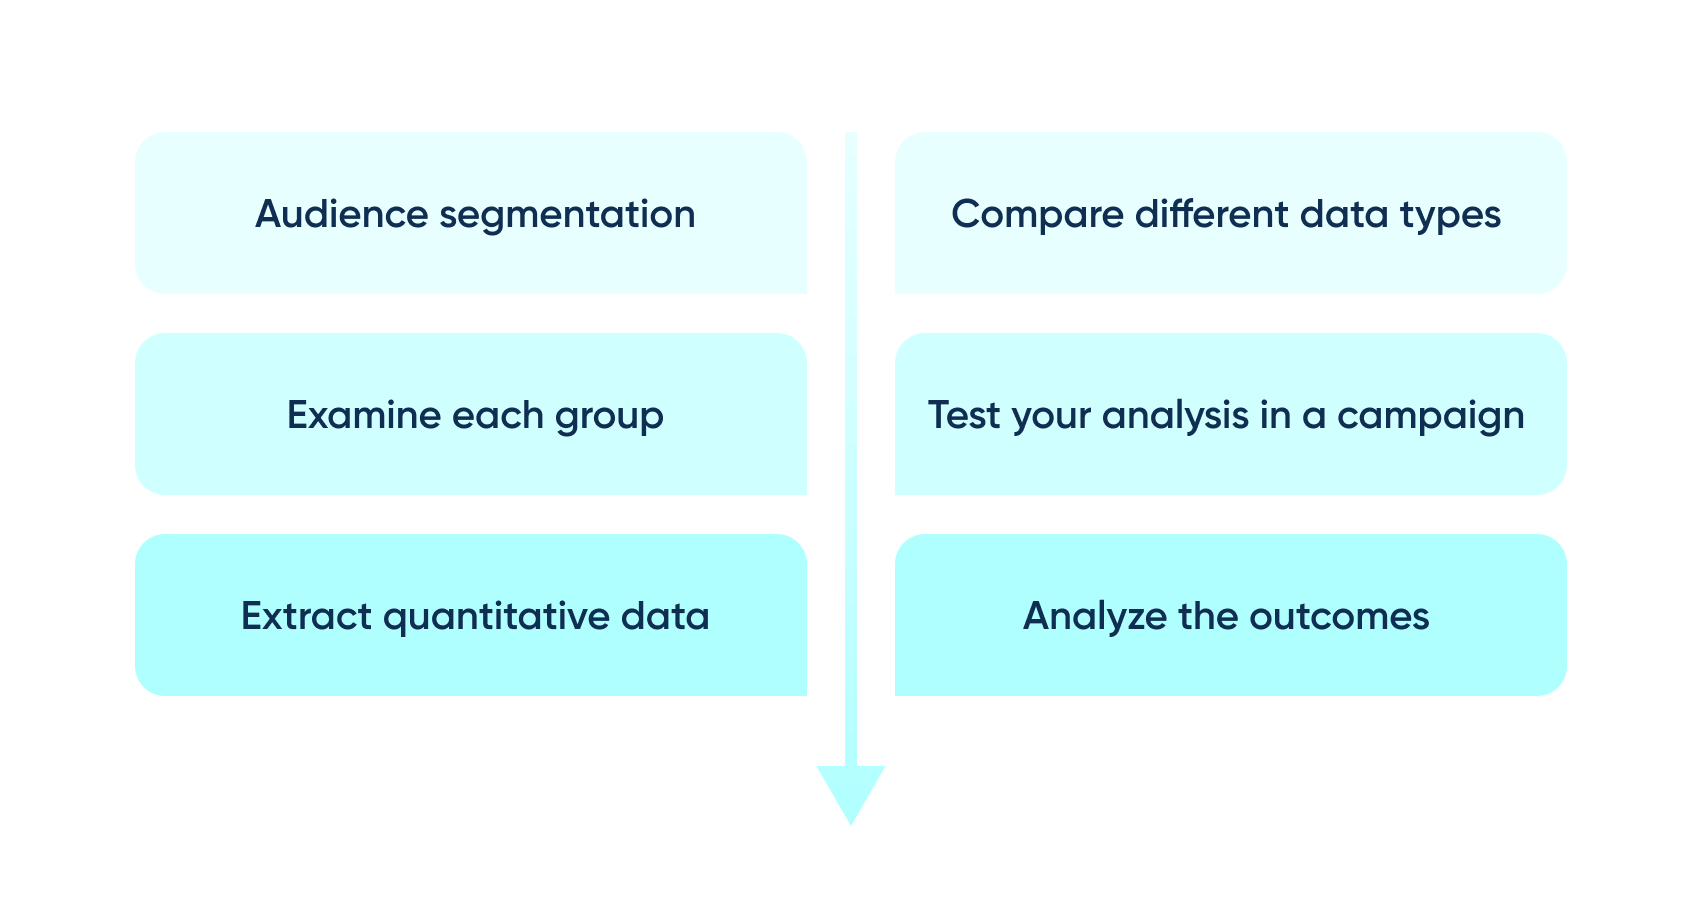 Audience segmentation
Examine each group
Extract quantitative data
Compare different data types
Test your analysis in a campaign
Analyze the outcomes